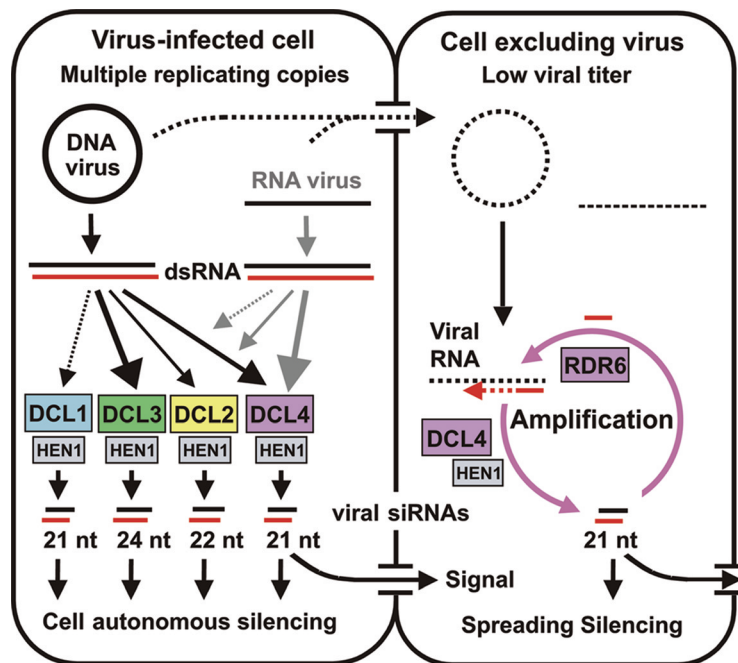 Virus-infected cell
Multiple replicating copies
DNA
virus
RNA virus
dsRNA
DCL1
DCL3
DCL2
DCL4
HEN1
HEN1
HEN1
HEN1
viral siRNAs
21 nt
24 nt
22 nt
21 nt
Cell autonomous silencing
Cell excluding virus
Low viral titer
Viral
RNA
RDR6
Amplification
DCL4
HEN1
21 nt
Signal
Spreading Silencing